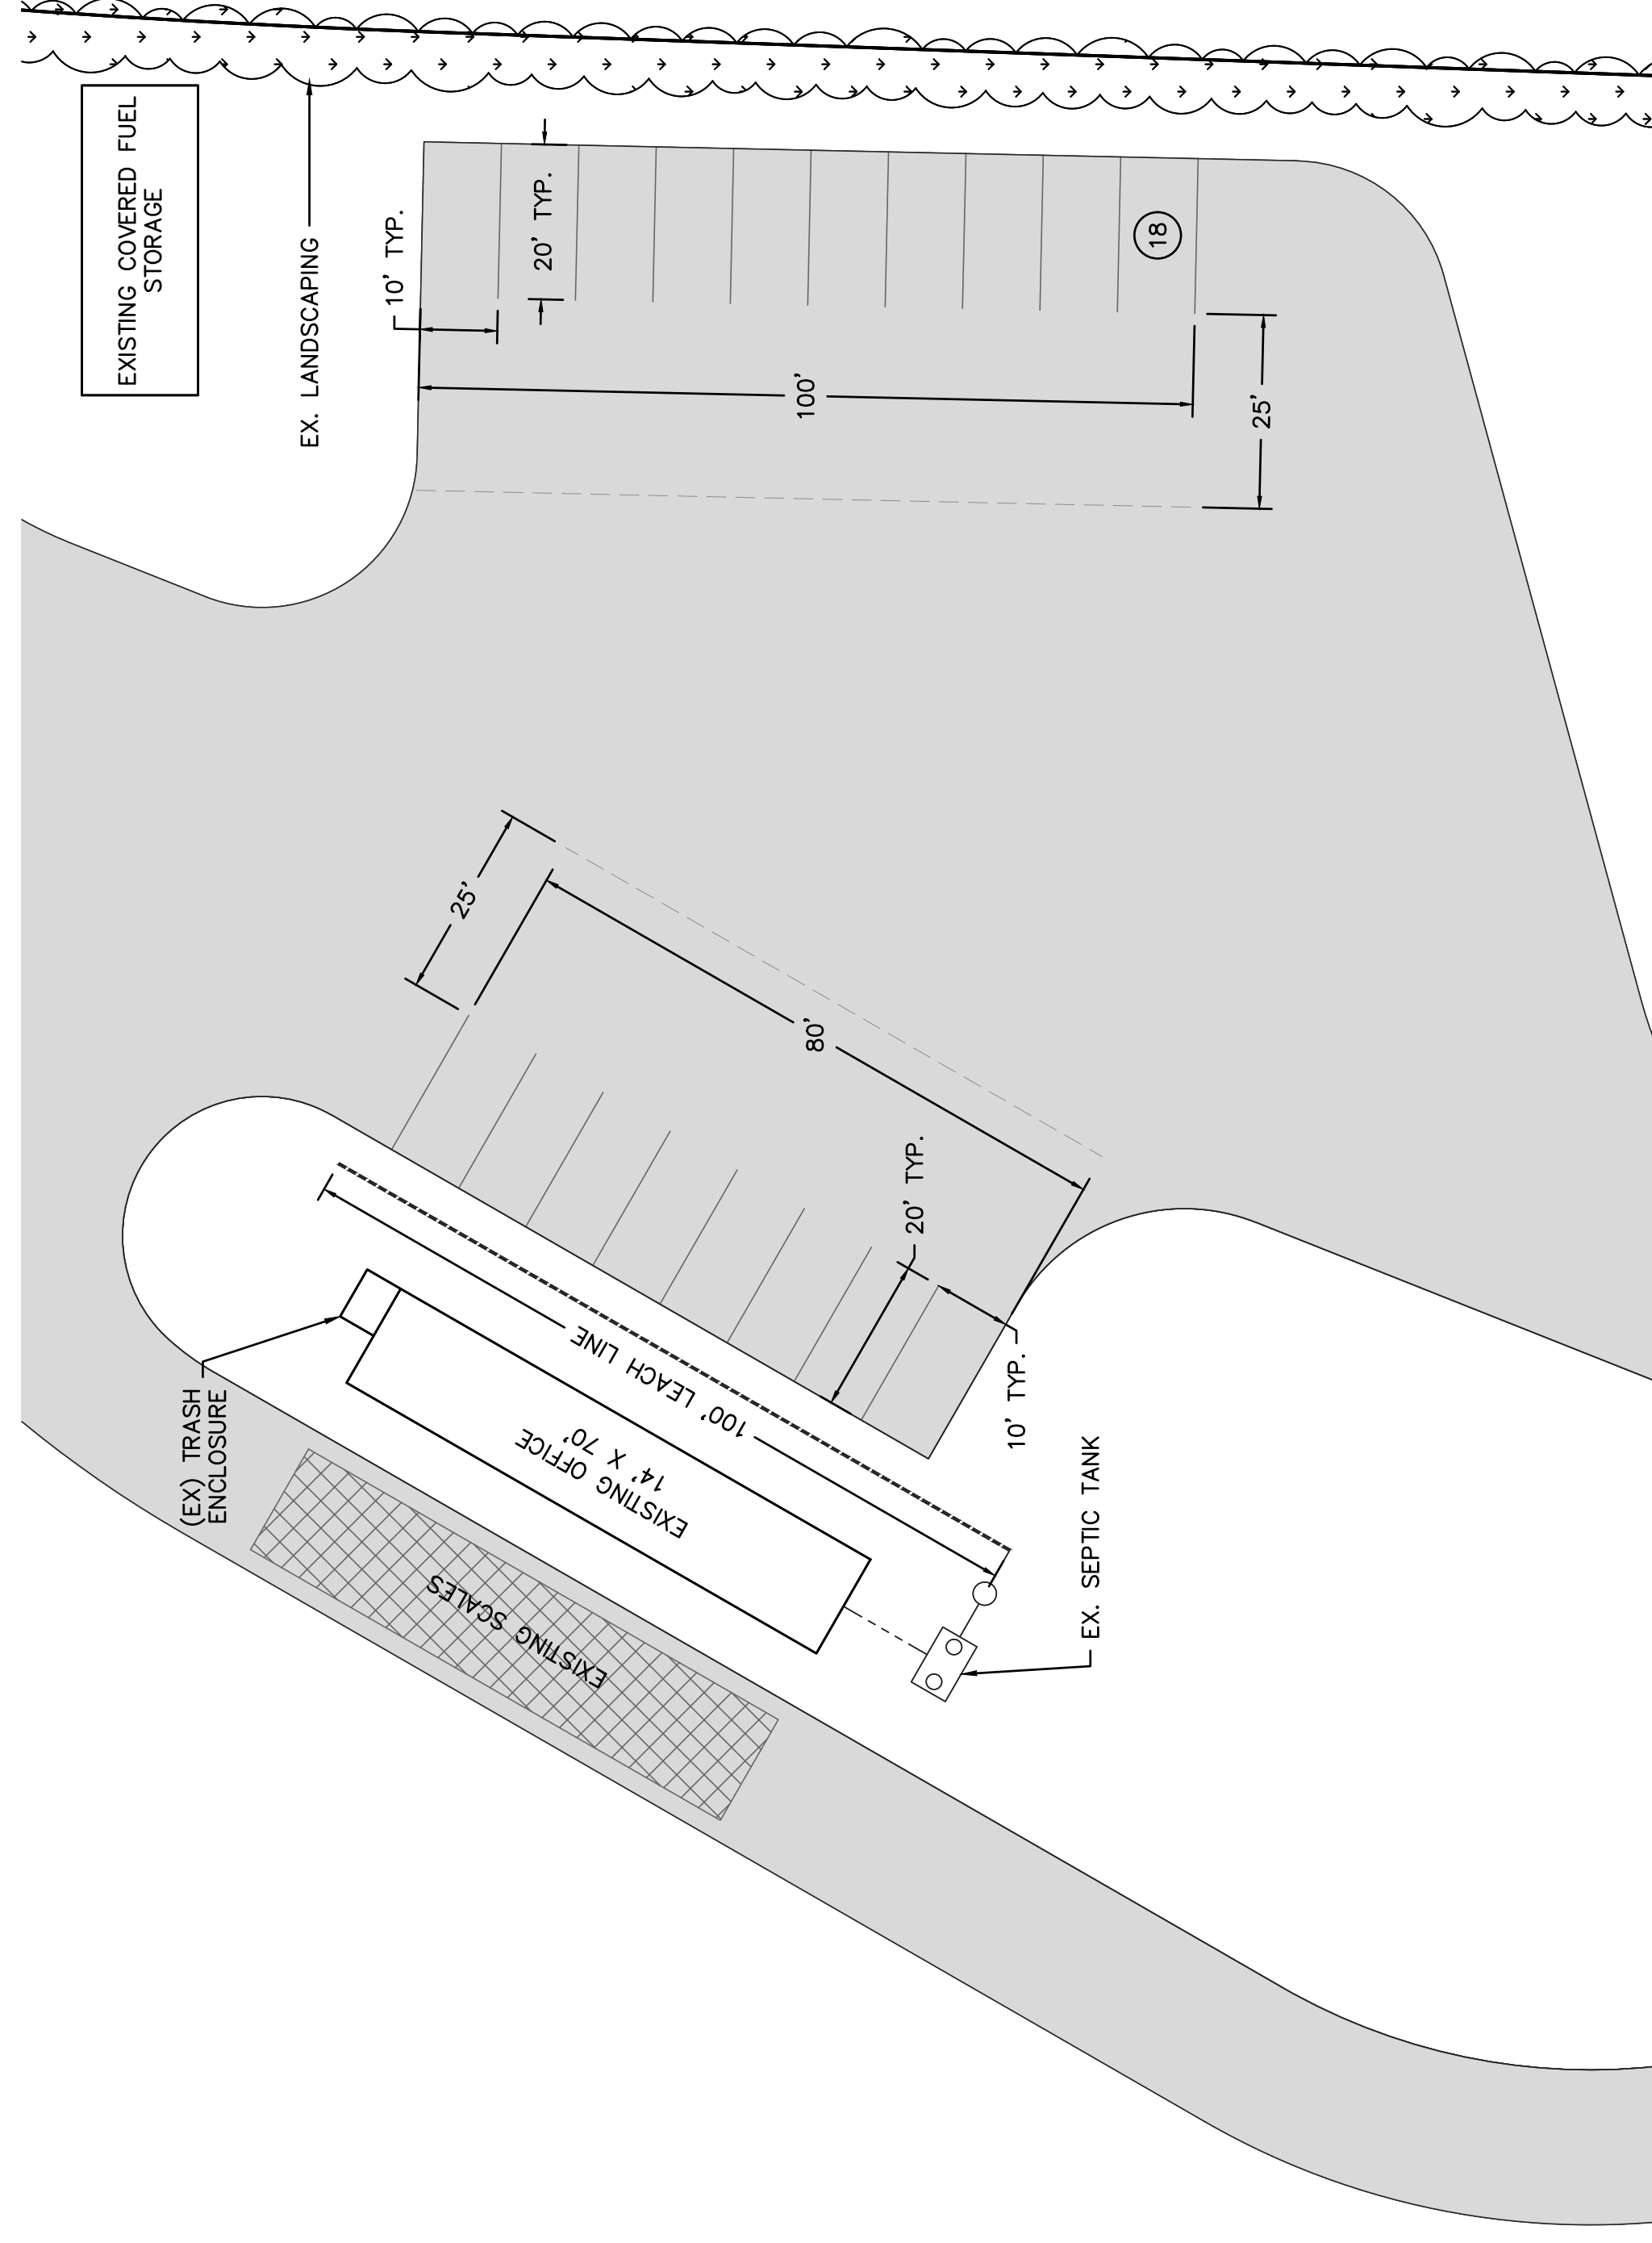 EXISTING COVERED FUEL
STORAGE
EX. LANDSCAPING
10' TYP.
20' TYP.
18
100'
25'
25'
80'
20' TYP.
10' TYP.
100' LEACH LINE
EXISTING OFFICE
14' X 70'
(EX) TRASH
ENCLOSURE
EXISTING SCALES
EX. SEPTIC TANK